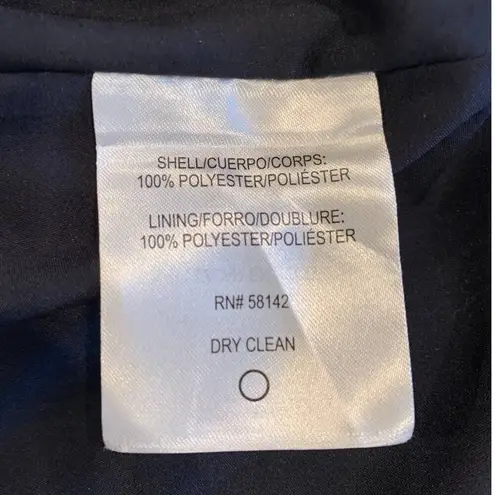 SHELL/CUERPO/CORPS:
100% POLYESTER/POLIÉSTER
LINING/FORRO/DOUBLURE:
100% POLYESTER/POLIÉSTER
RN# 58142
DRY CLEAN